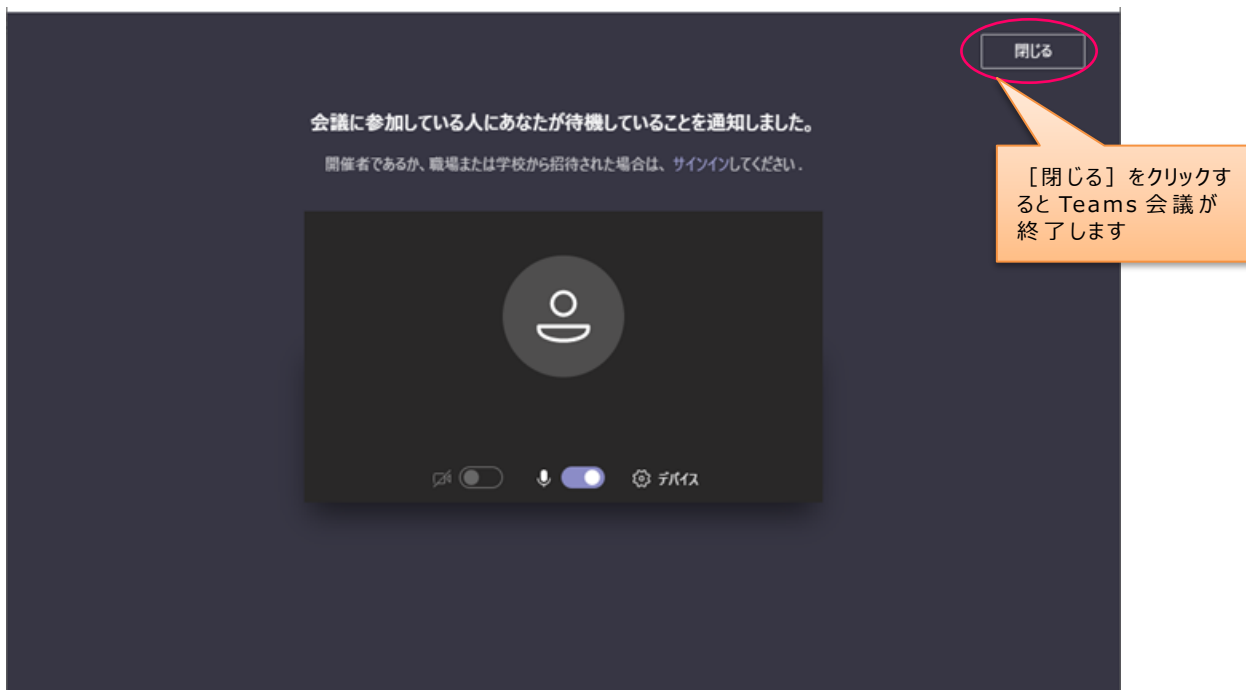 閉じる
会議に参加している人にあなたが待機していることを通知しました。
開催者であるか、職場または学校から招待された場合は、サインインしてください.
［閉じる］をクリックす
ると Teams 会議が
終了します
デバイス